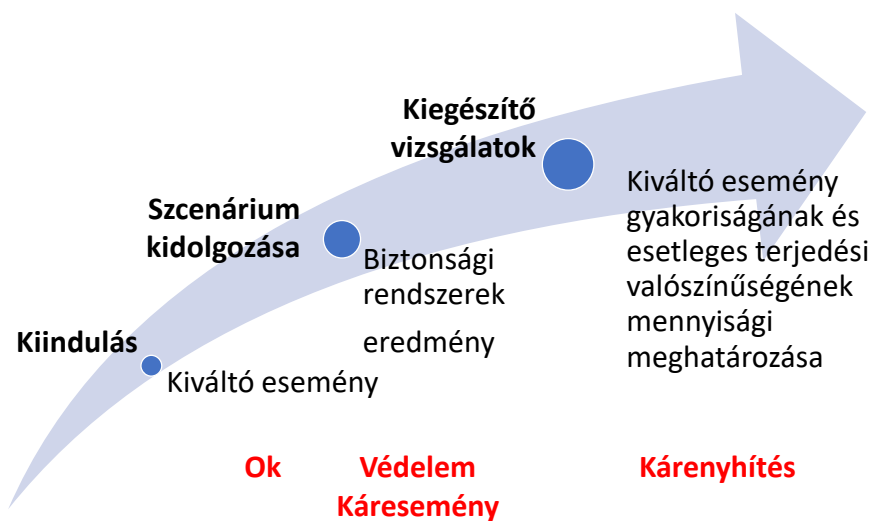 Kiegészítő
vizsgálatok
Kiváltó esemény
gyakoriságának és
esetleges terjedési
valószínűségének
mennyisági
meghatározása
Szcenárium
kidolgozása
Biztonsági
rendszerek
eredmény
Kiindulás
Kiváltó esemény
Ok
Védelem
Káresemény
Kárenyhítés